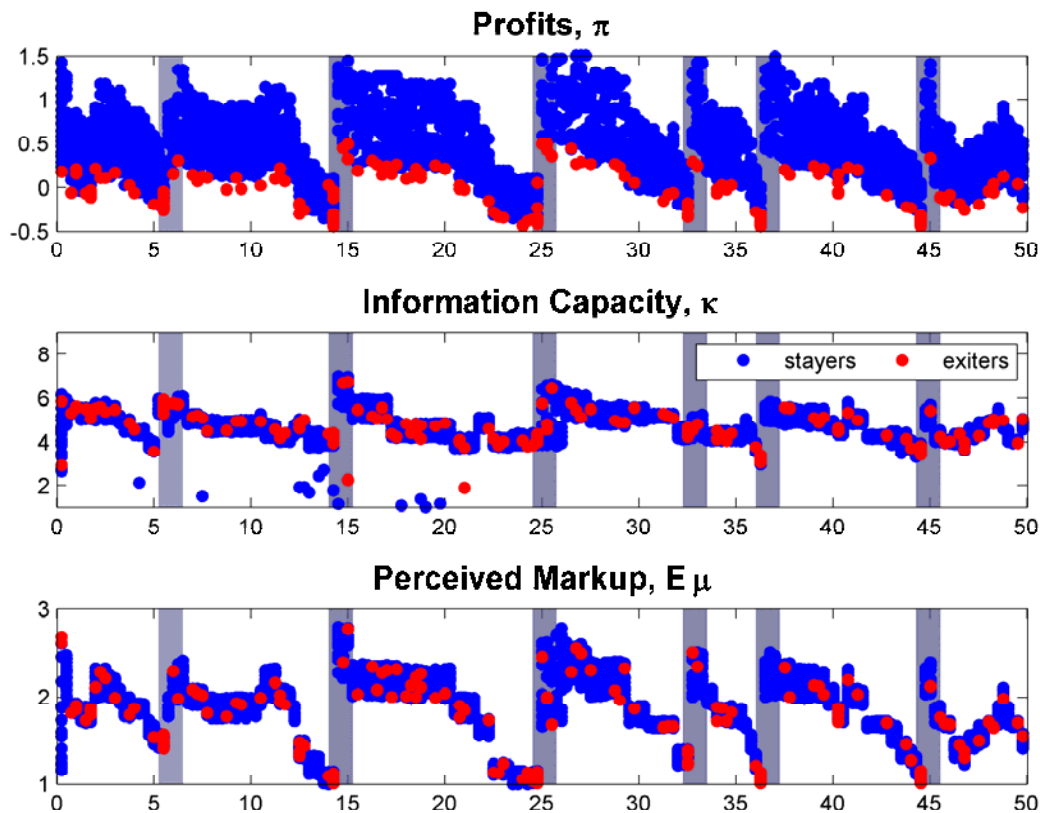 Profits, π
1.5
1
0.5
0
-0.5
0 5 10 15 20 25 30 35 40 45 50
Information Capacity, κ
8
6
4
2
stayers exiters
0 5 10 15 20 25 30 35 40 45 50
Perceived Markup, E μ
3
2
1
0 5 10 15 20 25 30 35 40 45 50